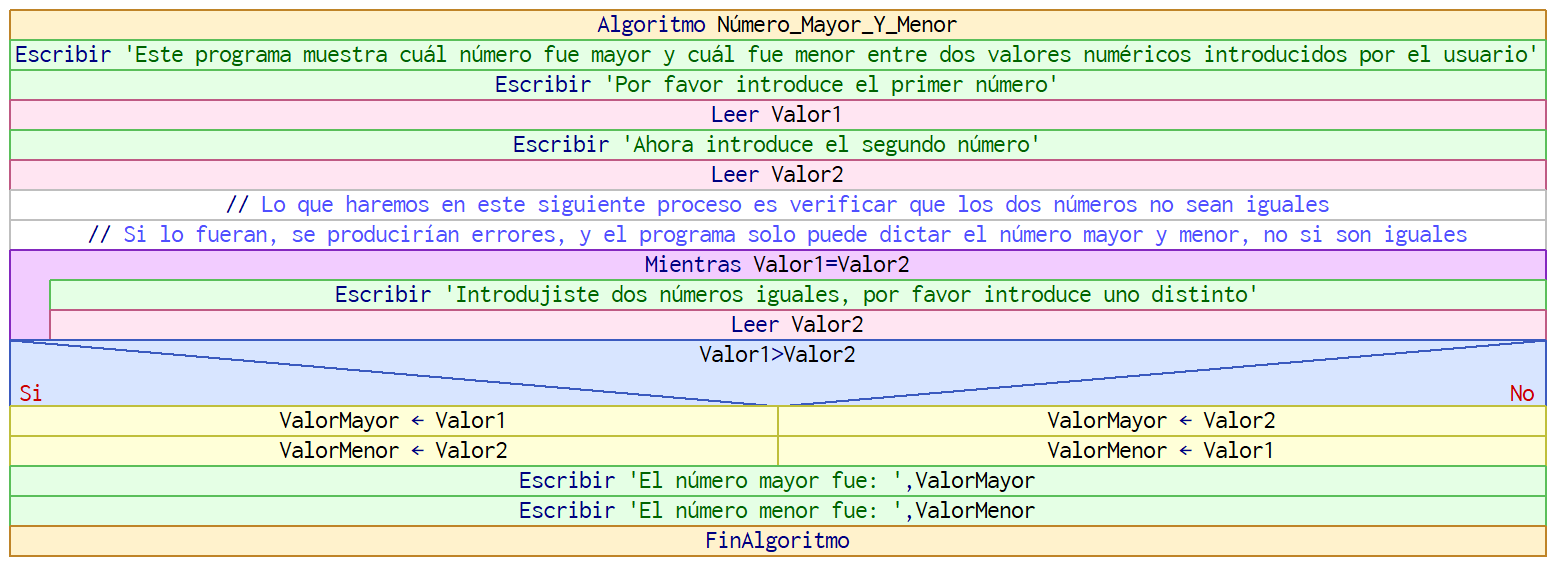 Algoritmo Número_Mayor_Y_Menor
Escribir 'Este programa muestra cuál número fue mayor y cuál fue menor entre dos valores numéricos introducidos por el usuario'
Escribir 'Por favor introduce el primer número'
Leer Valor1
Escribir 'Ahora introduce el segundo número'
Leer Valor2
// Lo que haremos en este siguiente proceso es verificar que los dos números no sean iguales
// Si lo fueran, se producirían errores, y el programa solo puede dictar el número mayor y menor, no si son iguales
Mientras Valor1=Valor2
Escribir 'Introdujiste dos números iguales, por favor introduce uno distinto'
Leer Valor2
Valor1>Valor2
Si No
ValorMayor ← Valor1 ValorMayor ← Valor2
ValorMenor ← Valor2 ValorMenor ← Valor1
Escribir 'El número mayor fue: ',ValorMayor
Escribir 'El número menor fue: ',ValorMenor
FinAlgoritmo